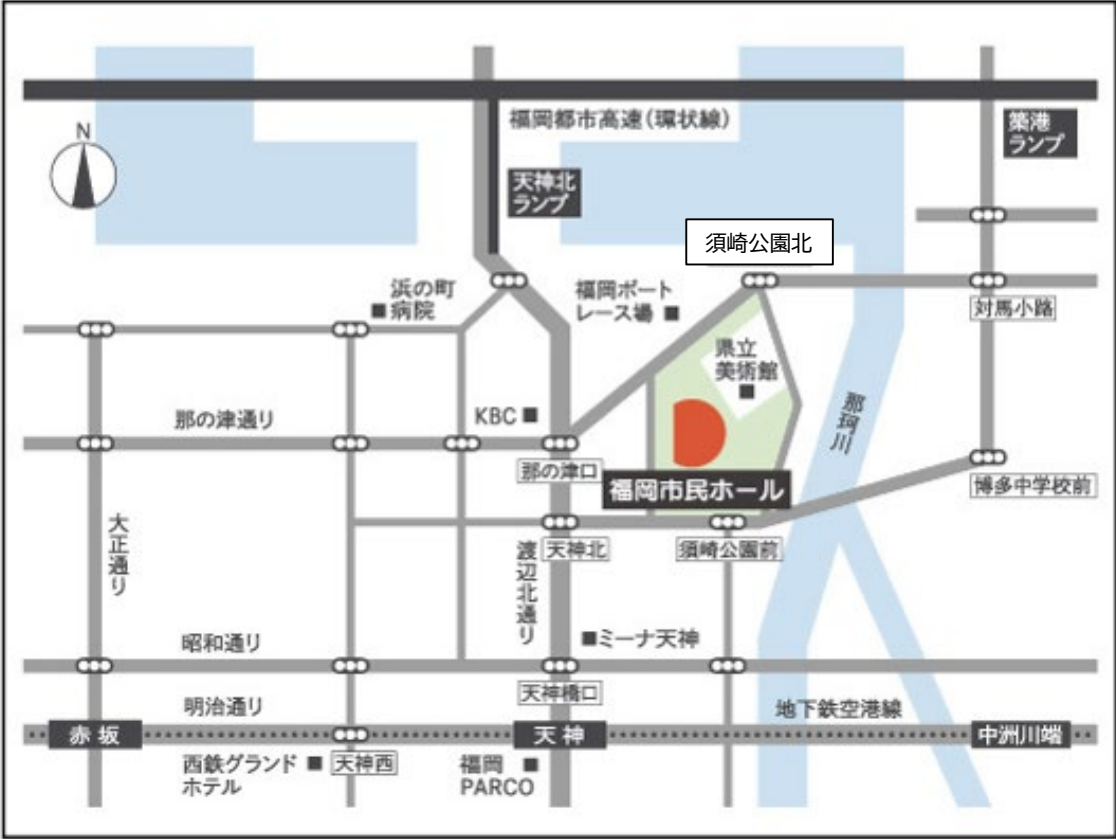 N
福岡都市高速(環状線)
築港
ランプ
天神北
ランプ
須崎公園北
浜の町
■病院
福岡ボート
レース場 ■
対馬小路
県立
美術館
■
KBC ■
那の津通り
那珂川
那の津口
福岡市民ホール
博多中学校前
大正通り
渡辺北通り
天神北
須崎公園前
昭和通り
■ミーナ天神
天神橋口
明治通り
地下鉄空港線
赤坂
天神
中洲川端
西鉄グランド ■
ホテル
天神西
福岡 ■
PARCO